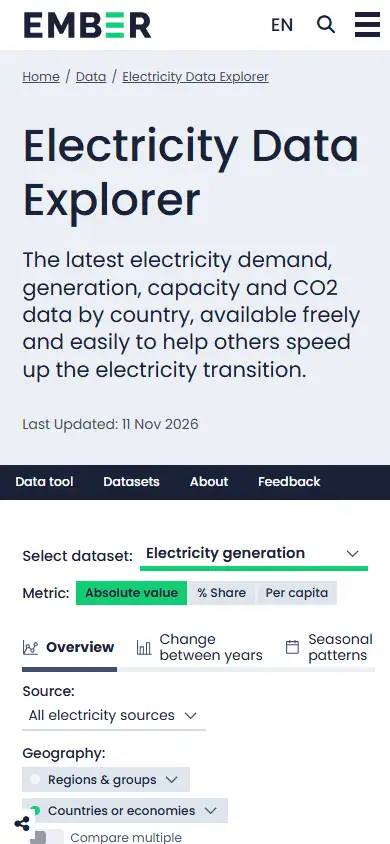 EMBER
EN
Home / Data / Electricity Data Explorer
Electricity Data
Explorer
The latest electricity demand,
generation, capacity and CO2
data by country, available freely
and easily to help others speed
up the electricity transition.
Last Updated: 11 Nov 2026
Data tool Datasets About Feedback
Select dataset: Electricity generation
Metric: Absolute value % Share Per capita
Overview
Change
between years
Seasonal
patterns
Source:
All electricity sources
Geography:
Regions & groups
Countries or economies
Compare multiple